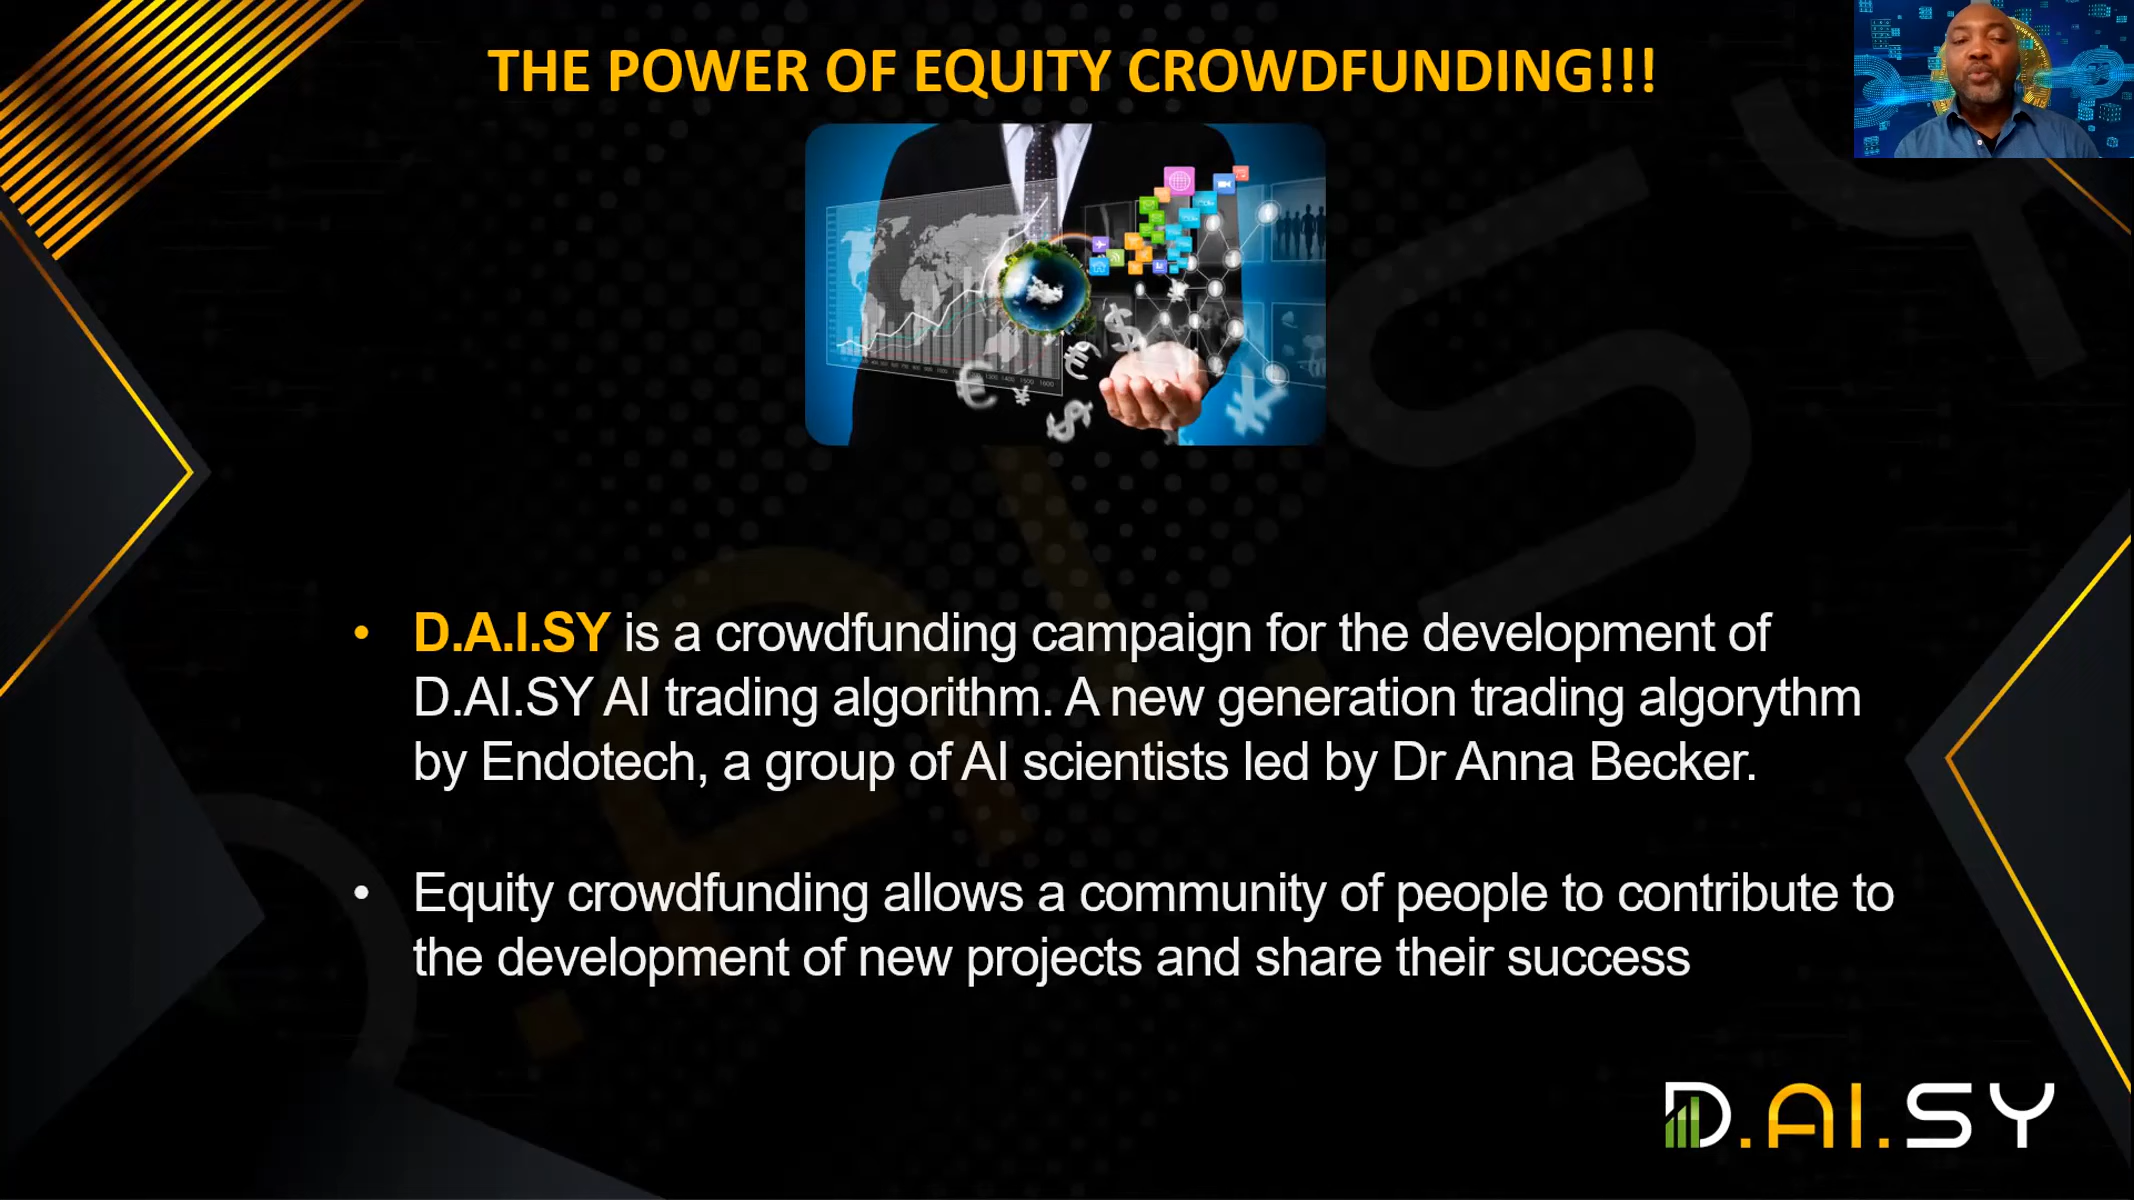 THE POWER OF EQUITY CROWDFUNDING!!!
• D.A.I.SY is a crowdfunding campaign for the development of
D.AI.SY AI trading algorithm. A new generation trading algorythm
by Endotech, a group of AI scientists led by Dr Anna Becker.
• Equity crowdfunding allows a community of people to contribute to
the development of new projects and share their success
D.AI.SY